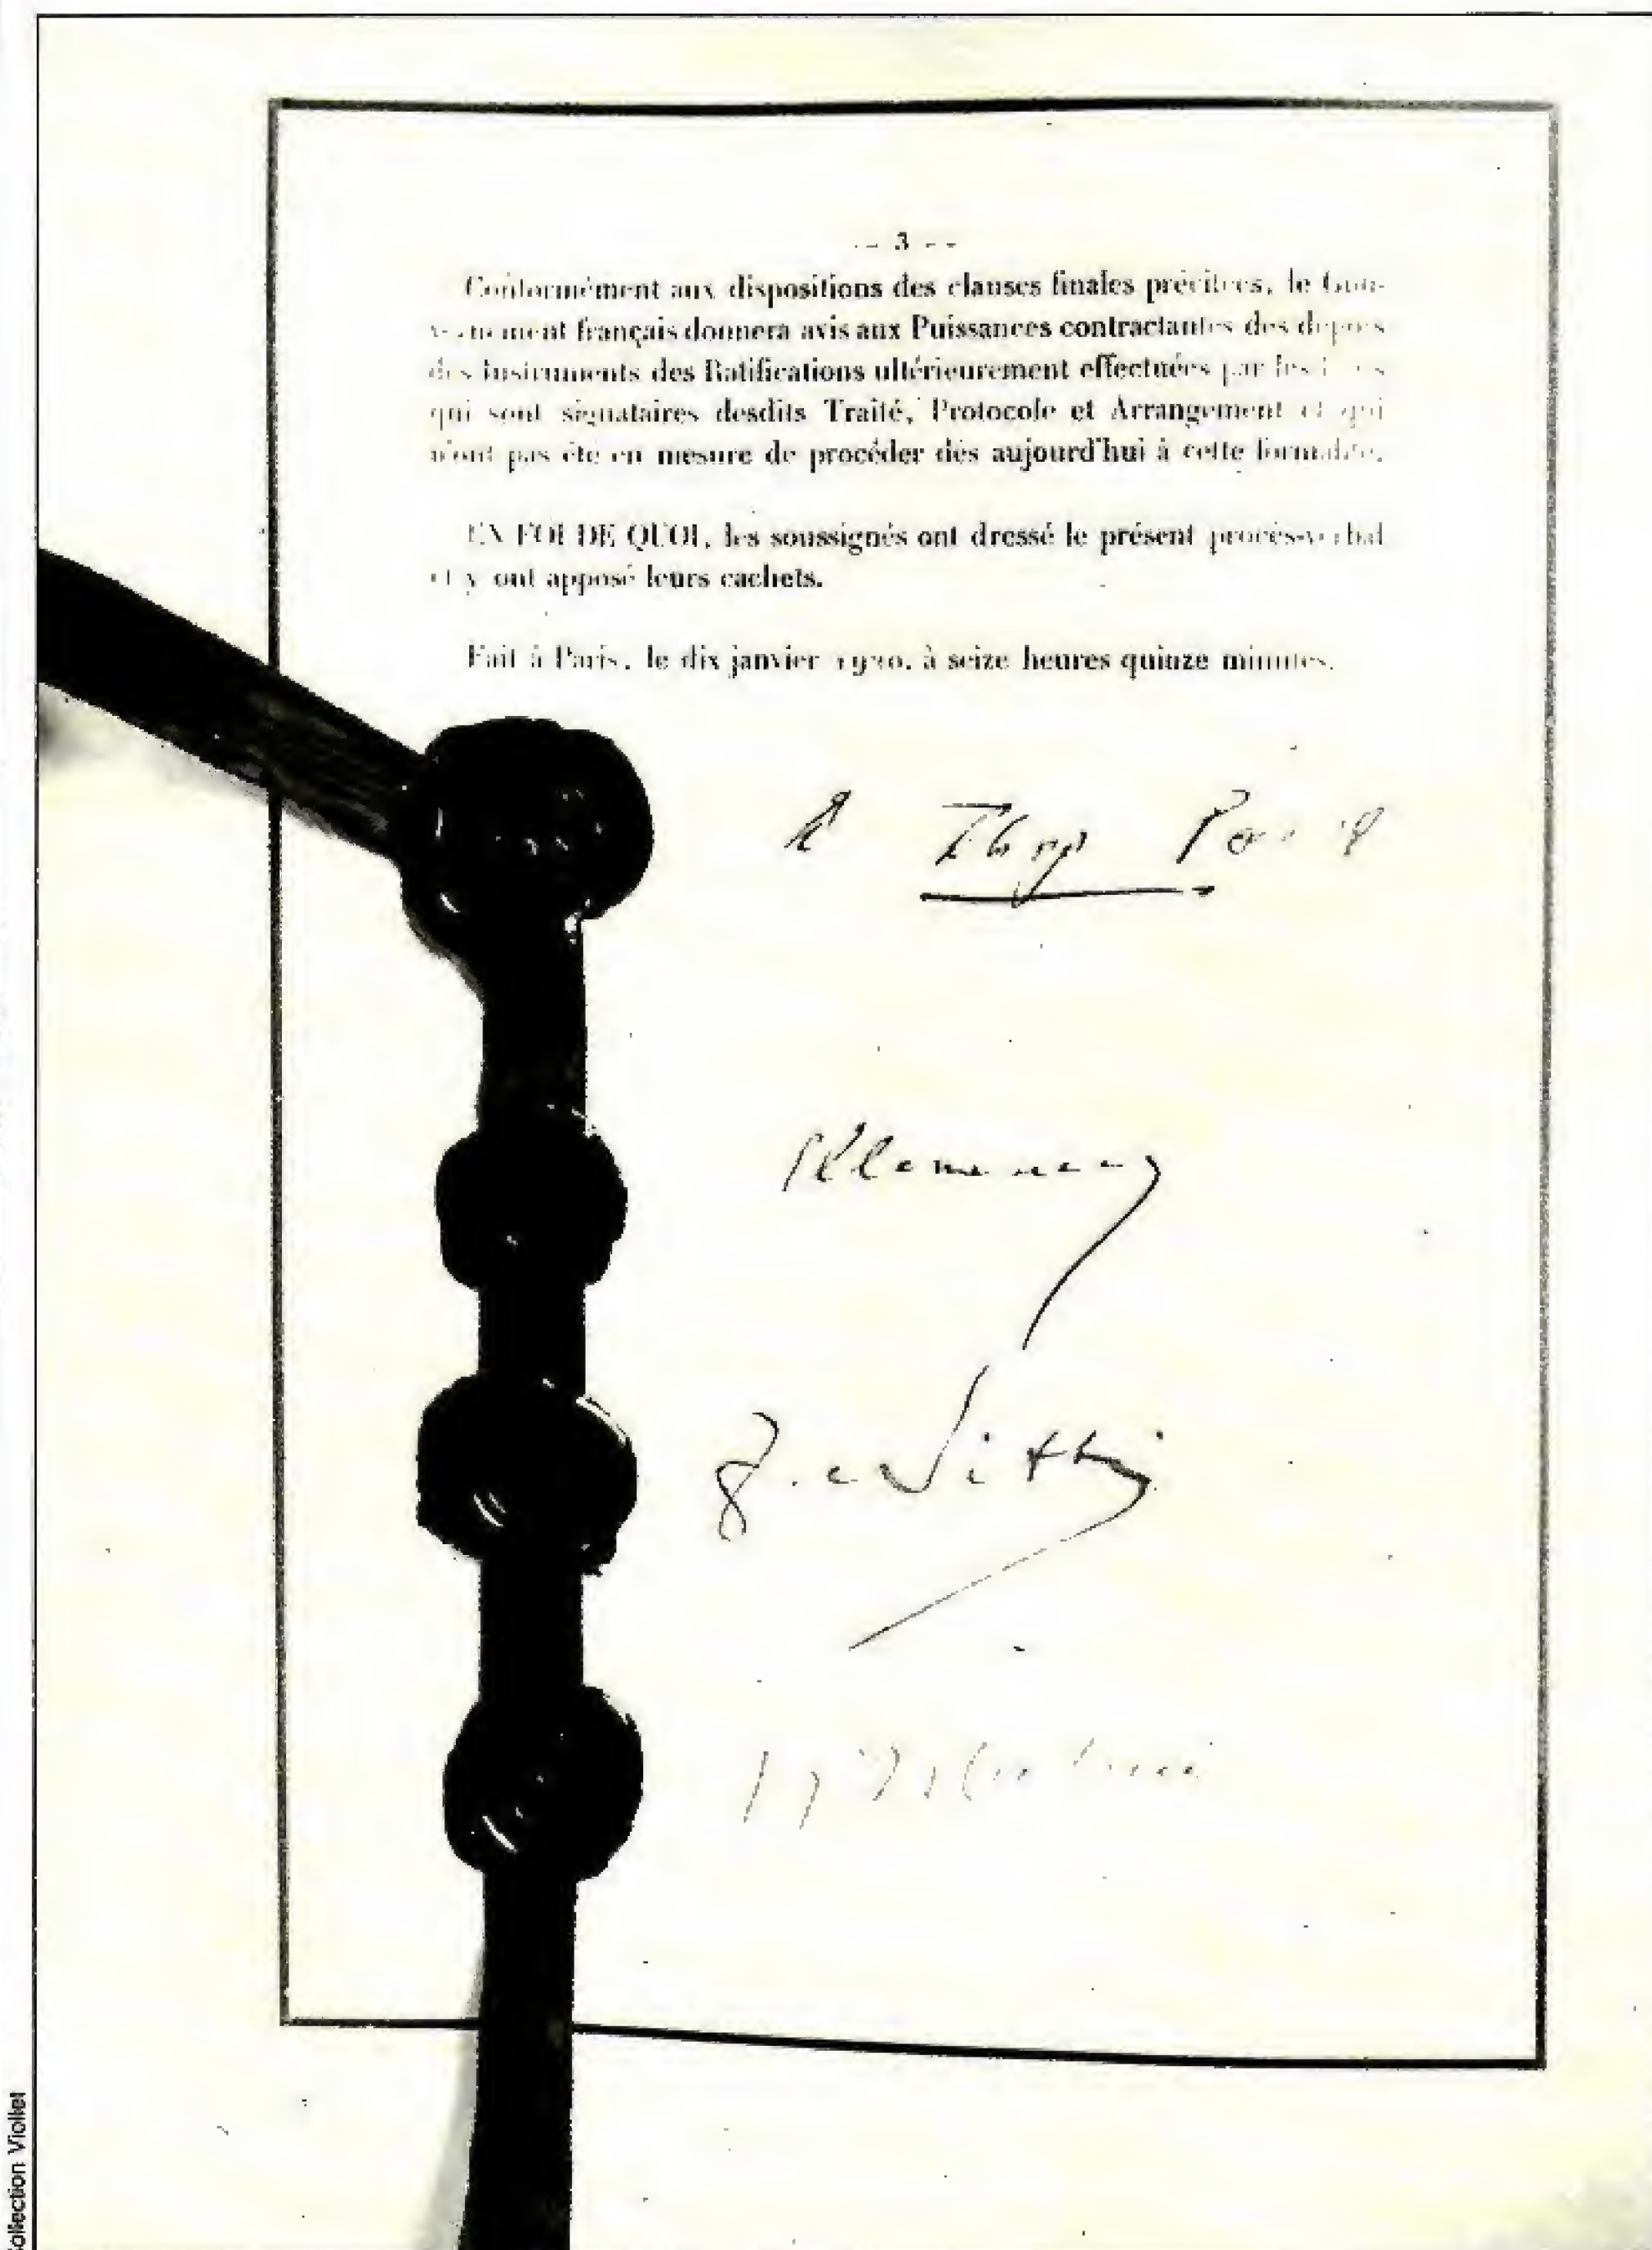 — 3 —
Conformément aux dispositions des clauses finales précitées, le Gou-
vernement français donnera avis aux Puissances contractantes des dépôts
des instruments des Ratifications ultérieurement effectuées par les
qui sont signataires desdits Traité, Protocole et Arrangement et qui
n'ont pas été en mesure de procéder dès aujourd'hui à cette formalité.
EN FOI DE QUOI, les soussignés ont dressé le présent procès-verbal
et y ont apposé leurs cachets.
Fait à Paris, le dix janvier 1920, à seize heures quinze minutes.
Collection Viollet